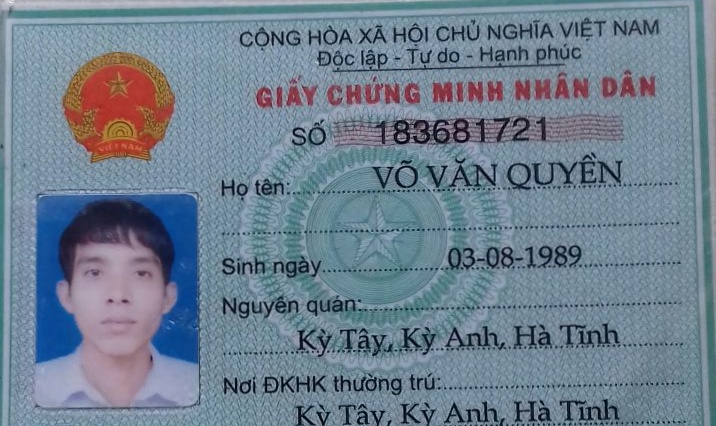 CỘNG HÒA XÃ HỘI CHỦ NGHĨA VIỆT NAM
Độc lập - Tự do - Hạnh phúc
GIẤY CHỨNG MINH NHÂN DÂN
SỐ 183681721
VIỆT NAM
Họ tên: VÕ VĂN QUYỀN
Sinh ngày 03-08-1989
Nguyên quán:
Kỳ Tây, Kỳ Anh, Hà Tĩnh
Nơi ĐKHK thường trú:
Kỳ Tây, Kỳ Anh, Hà Tĩnh